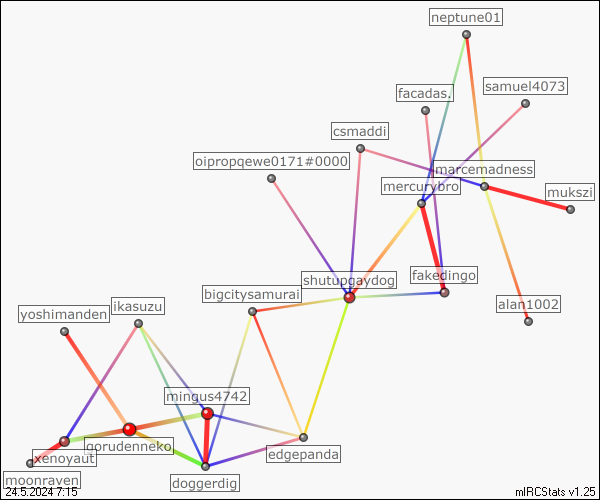 neptune01
samuel4073
facadas.
csmaddi
oipropqewe0171#0000
marcemadness
mercurybro
mukszi
shutupgaydog
fakedingo
bigcitysamurai
alan1002
ikasuzu
yoshimanden
mingus4742
gorudenneko
xenoyaut
edgepanda
moonraven
doggerdig
24.5.2024 7:15
mIRCStats v1.25